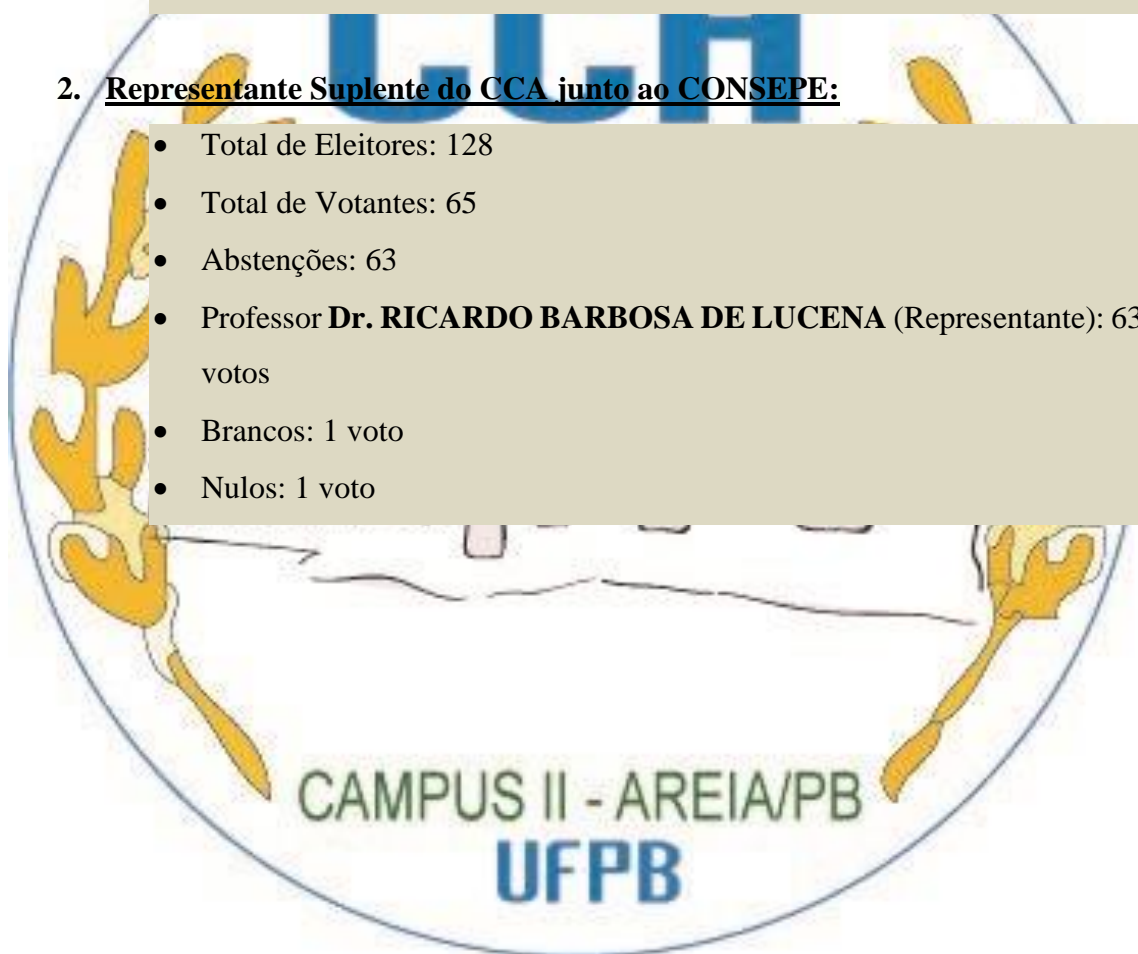 CCA
2. Representante Suplente do CCA junto ao CONSEPE:
• Total de Eleitores: 128
• Total de Votantes: 65
• Abstenções: 63
• Professor Dr. RICARDO BARBOSA DE LUCENA (Representante): 63
votos
• Brancos: 1 voto
• Nulos: 1 voto
CAMPUS II - AREIA/PB
UFPB